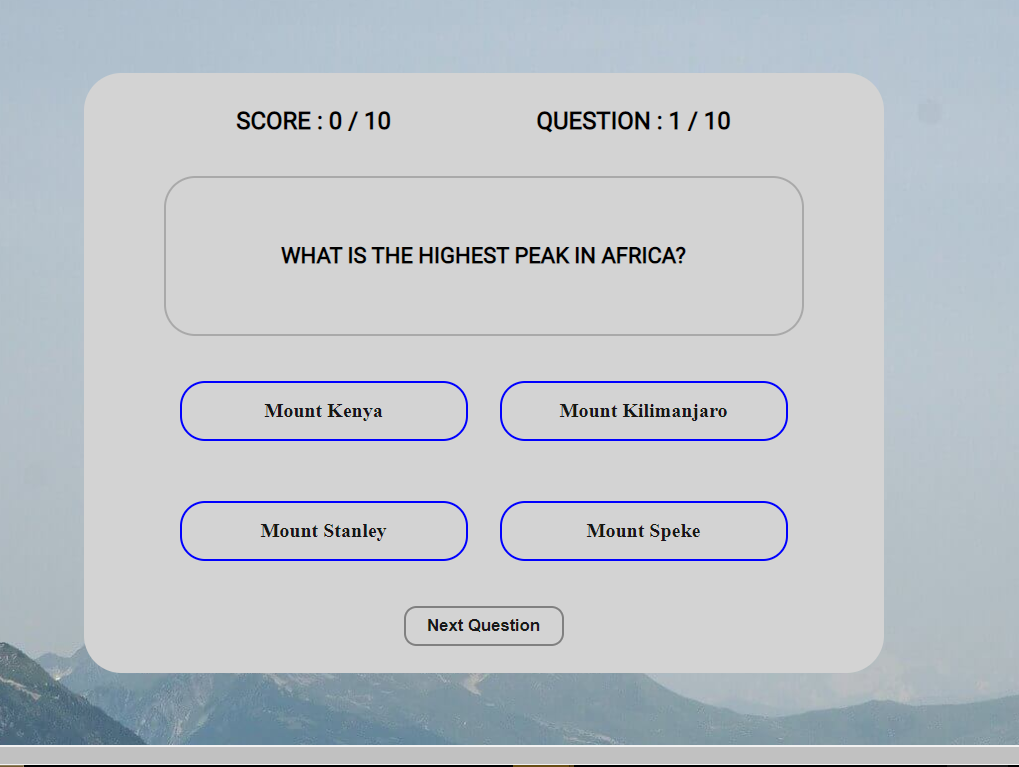 SCORE : 0 / 10
QUESTION : 1 / 10
WHAT IS THE HIGHEST PEAK IN AFRICA?
Mount Kenya
Mount Kilimanjaro
Mount Stanley
Mount Speke
Next Question